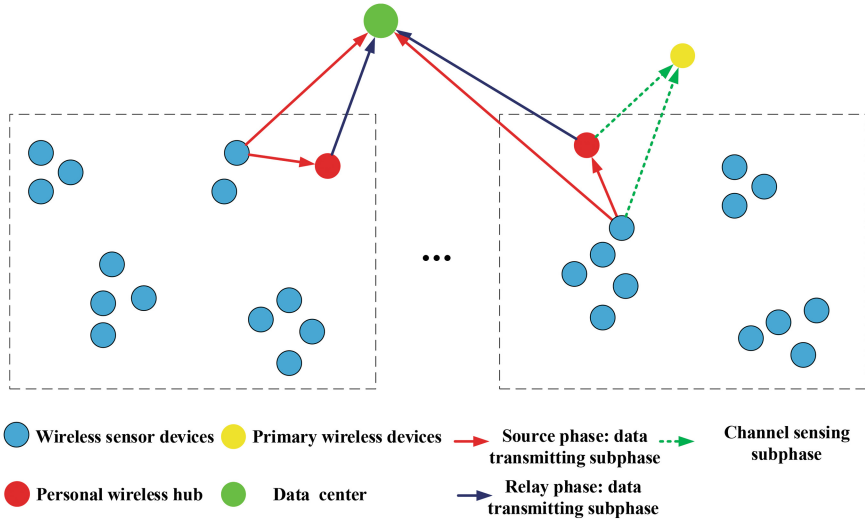 ...
Wireless sensor devices
Primary wireless devices
Source phase: data
transmitting subphase
Channel sensing
subphase
Personal wireless hub
Data center
Relay phase: data
transmitting subphase